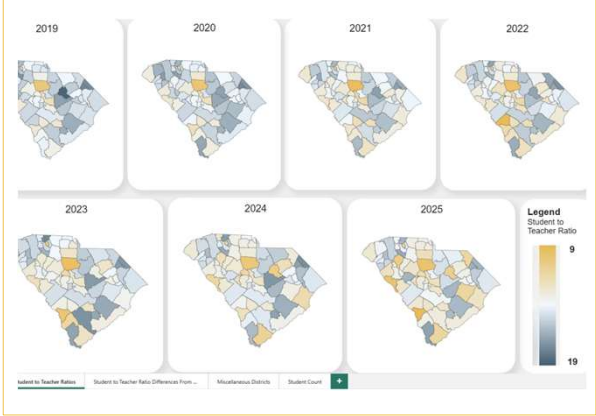 2019
2020
2021
2022
2023
2024
2025
Legend
Student to
Teacher Ratio
9
19
Student to Teacher Ratios
Student to Teacher Ratio Differences From ...
Miscellaneous Districts
Student Count
+